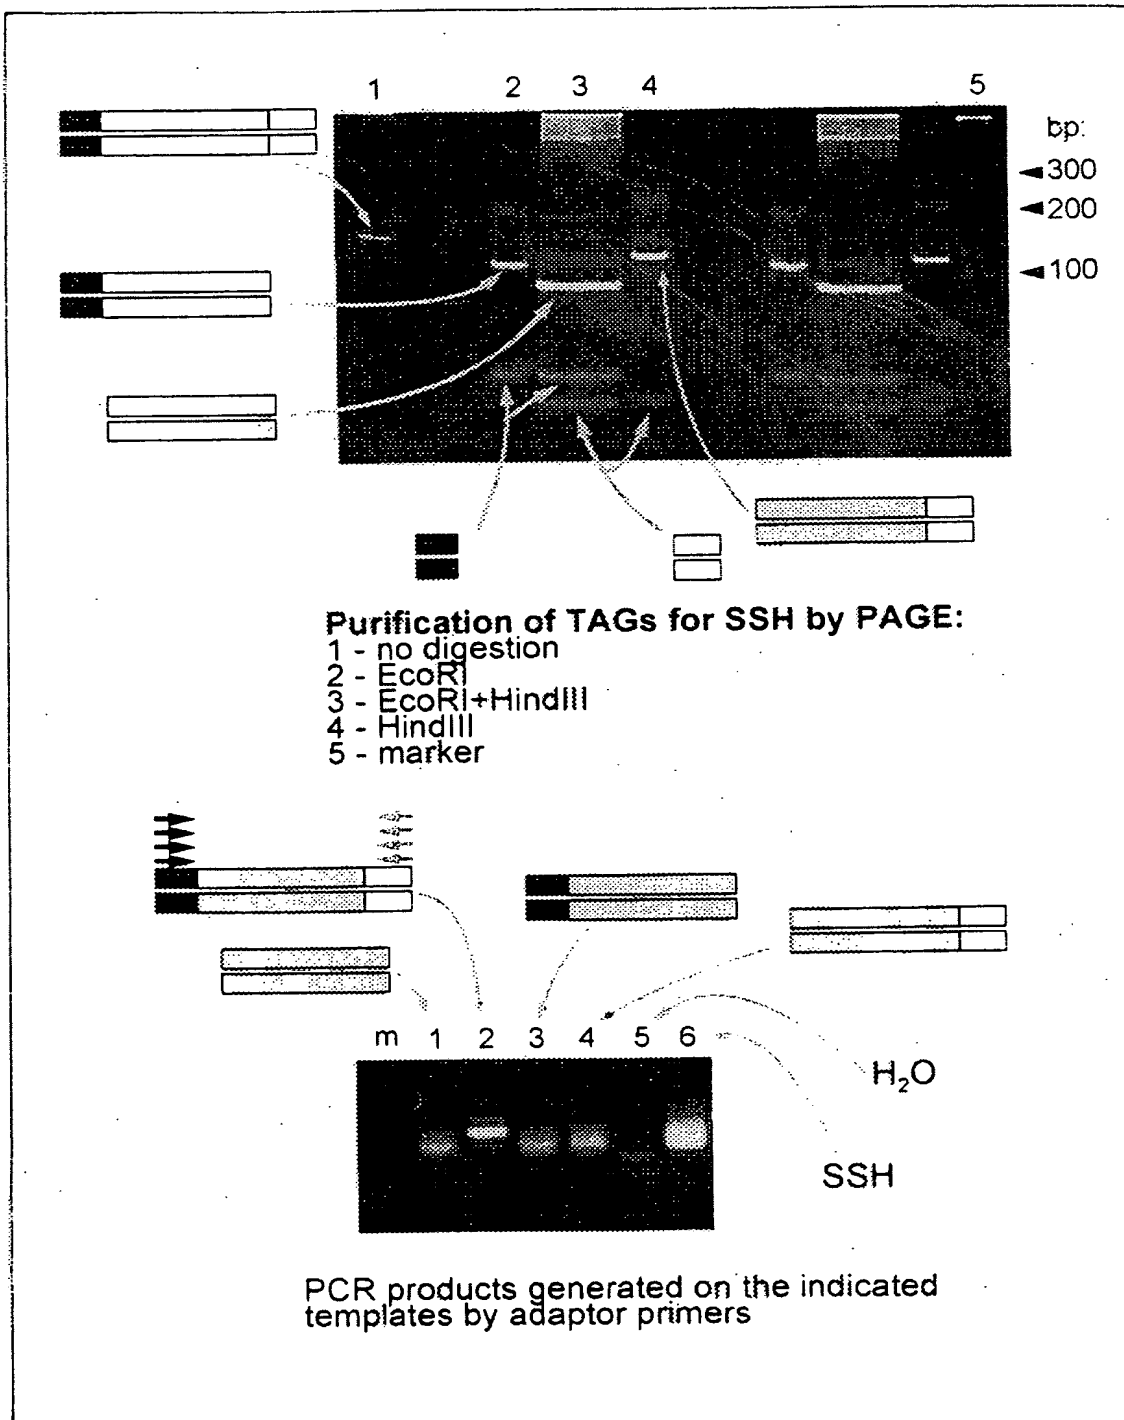 1 2 3 4 5
bp:
300
200
100
Purification of TAGs for SSH by PAGE:
1 - no digestion
2 - EcoRI
3 - EcoRI+HindIII
4 - HindIII
5 - marker
m 1 2 3 4 5 6
H₂O
SSH
PCR products generated on the indicated
templates by adaptor primers